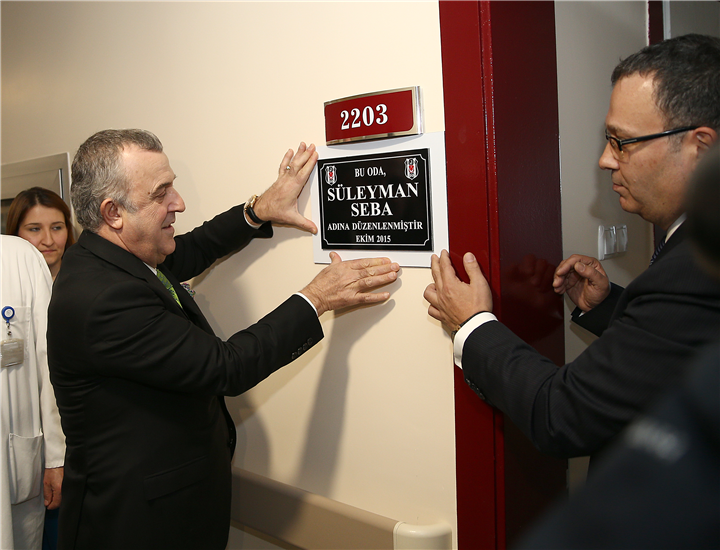 2203
BU ODA,
SÜLEYMAN
SEBA
ADINA DÜZENLENMİŞTİR
EKİM 2015